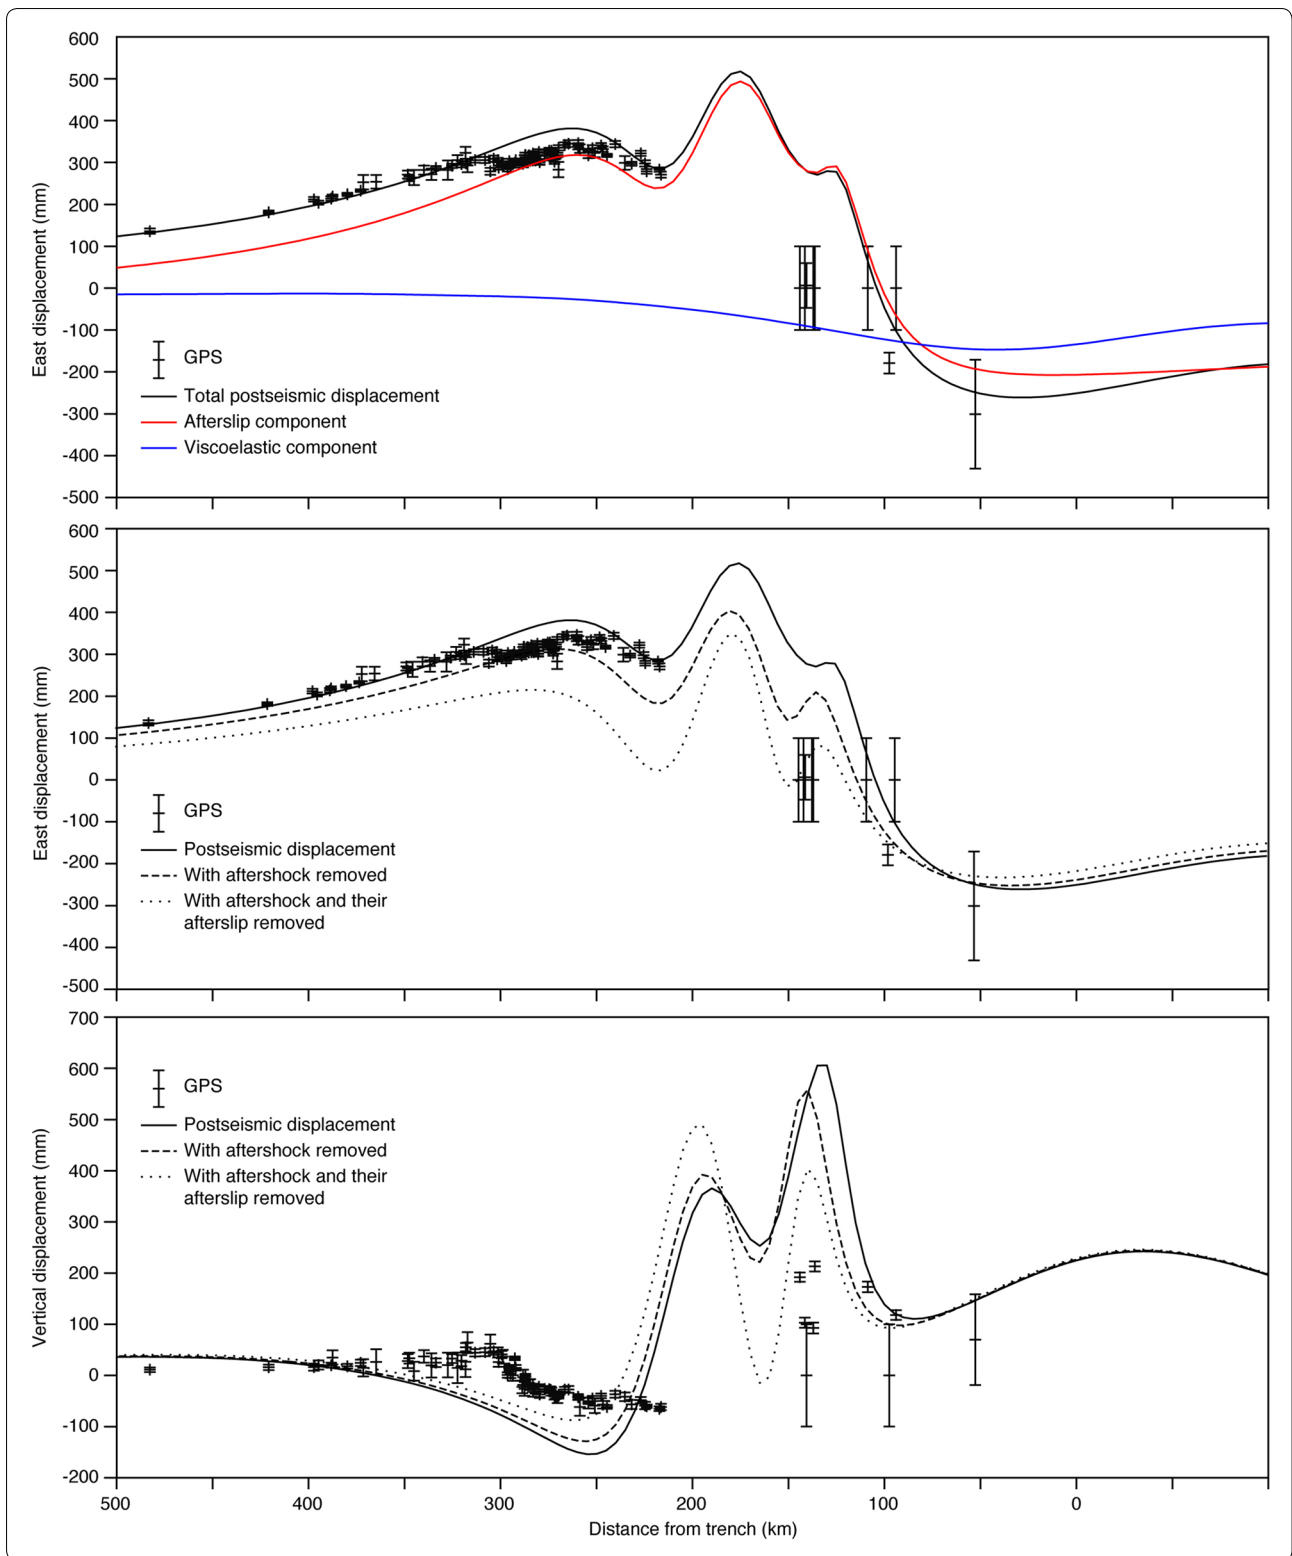 600
500
400
300
200
100
0
-100
-200
-300
-400
-500
East displacement (mm)
GPS
Total postseismic displacement
Afterslip component
Viscoelastic component
600
500
400
300
200
100
0
-100
-200
-300
-400
-500
East displacement (mm)
GPS
Postseismic displacement
With aftershock removed
With aftershock and their
afterslip removed
700
600
500
400
300
200
100
0
-100
-200
Vertical displacement (mm)
GPS
Postseismic displacement
With aftershock removed
With aftershock and their
afterslip removed
500 400 300 200 100 0
Distance from trench (km)